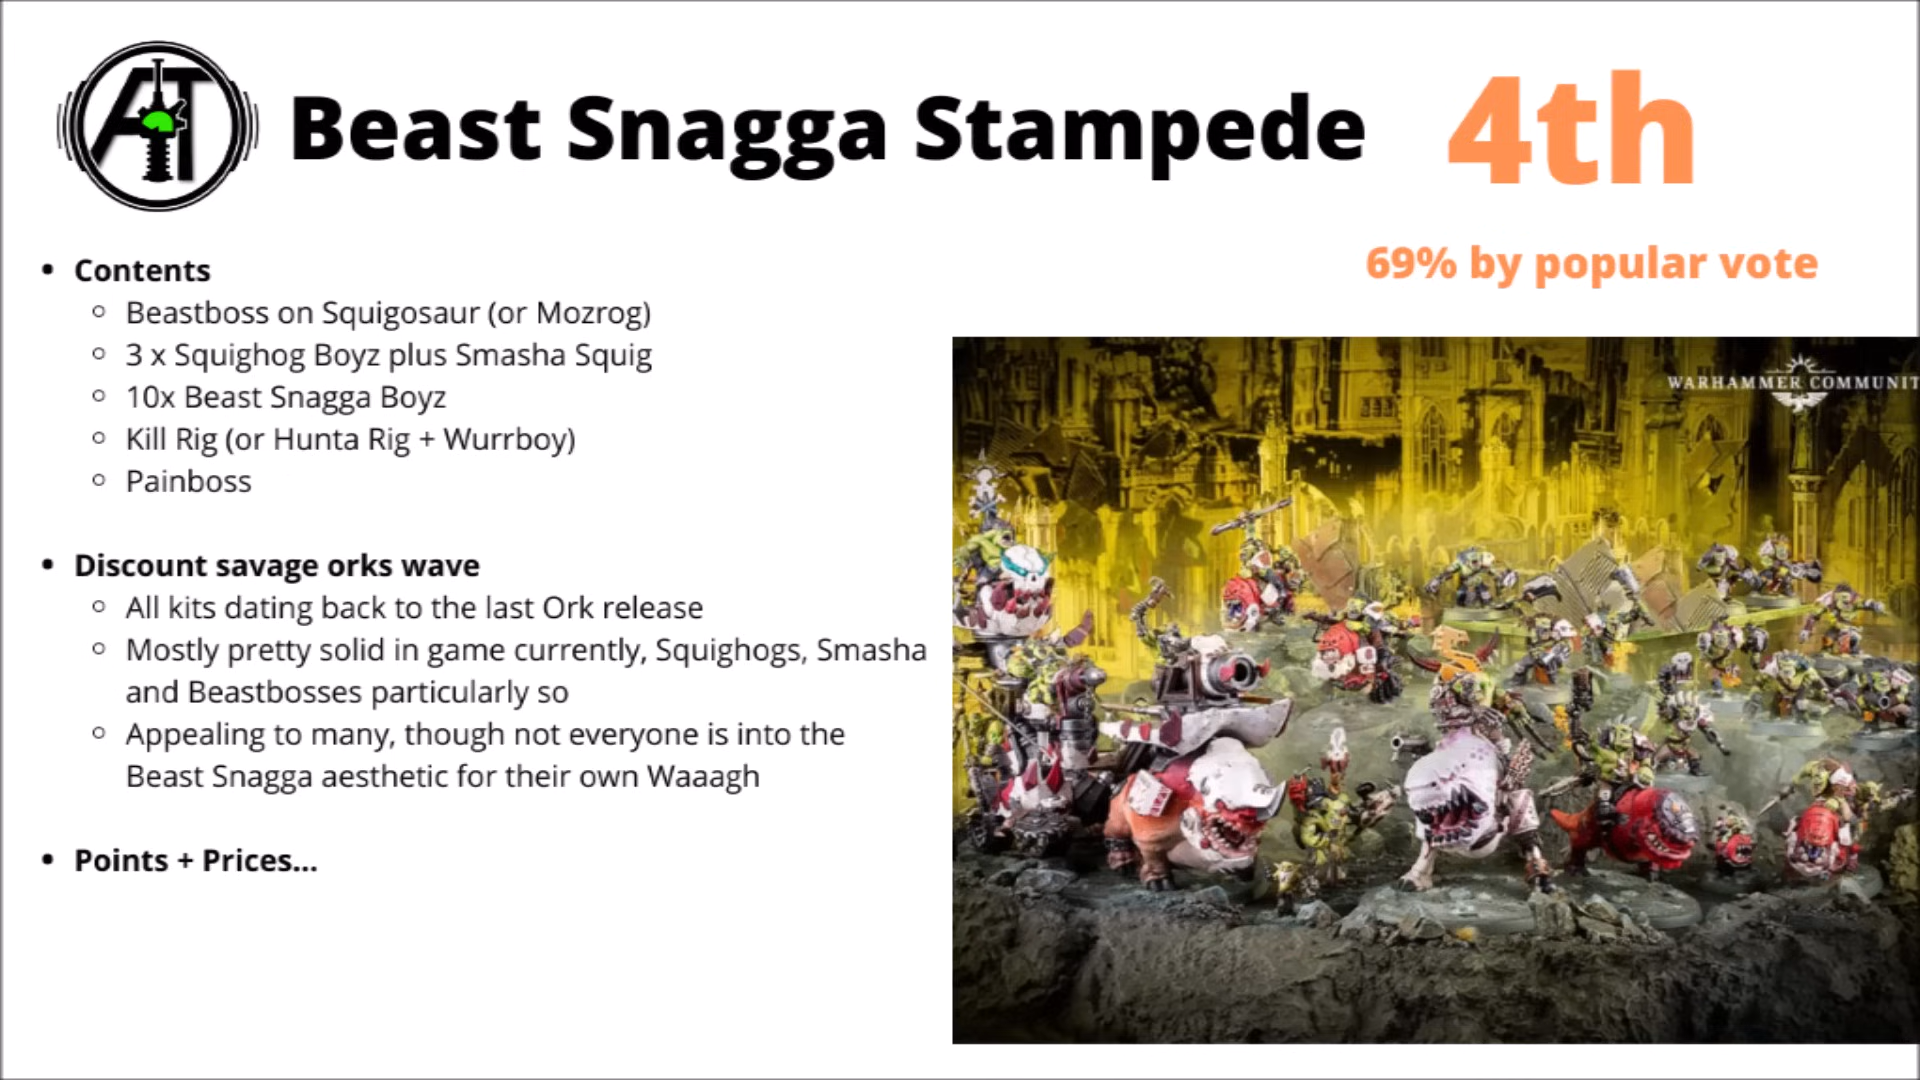 AT
Beast Snagga Stampede
4th
69% by popular vote
• Contents
○ Beastboss on Squigosaur (or Mozrog)
○ 3 x Squighog Boyz plus Smasha Squig
○ 10x Beast Snagga Boyz
○ Kill Rig (or Hunta Rig + Wurrboy)
○ Painboss
• Discount savage orks wave
○ All kits dating back to the last Ork release
○ Mostly pretty solid in game currently, Squighogs, Smasha
and Beastbosses particularly so
○ Appealing to many, though not everyone is into the
Beast Snagga aesthetic for their own Waaagh
• Points + Prices...
WARHAMMER COMMUNIT